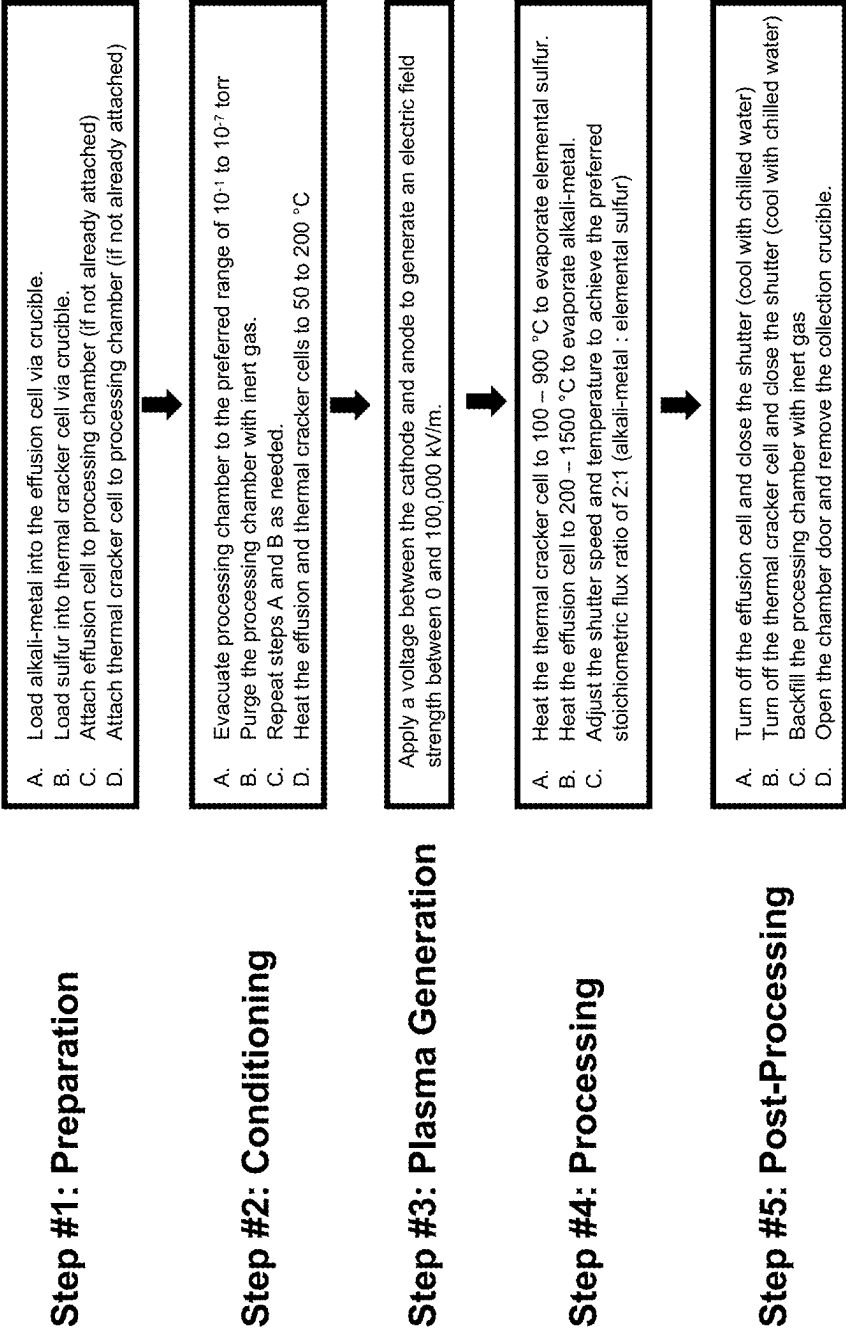 Step #1: Preparation
A. Load alkali-metal into the effusion cell via crucible.
B. Load sulfur into thermal cracker cell via crucible.
C. Attach effusion cell to processing chamber (if not already attached)
D. Attach thermal cracker cell to processing chamber (if not already attached)
Step #2: Conditioning
A. Evacuate processing chamber to the preferred range of 10⁻¹ to 10⁻⁷ torr
B. Purge the processing chamber with inert gas.
C. Repeat steps A and B as needed.
D. Heat the effusion and thermal cracker cells to 50 to 200 °C
Step #3: Plasma Generation
Apply a voltage between the cathode and anode to generate an electric field
strength between 0 and 100,000 kV/m.
Step #4: Processing
A. Heat the thermal cracker cell to 100 – 900 °C to evaporate elemental sulfur.
B. Heat the effusion cell to 200 – 1500 °C to evaporate alkali-metal.
C. Adjust the shutter speed and temperature to achieve the preferred
stoichiometric flux ratio of 2:1 (alkali-metal : elemental sulfur)
Step #5: Post-Processing
A. Turn off the effusion cell and close the shutter (cool with chilled water)
B. Turn off the thermal cracker cell and close the shutter (cool with chilled water)
C. Backfill the processing chamber with inert gas
D. Open the chamber door and remove the collection crucible.